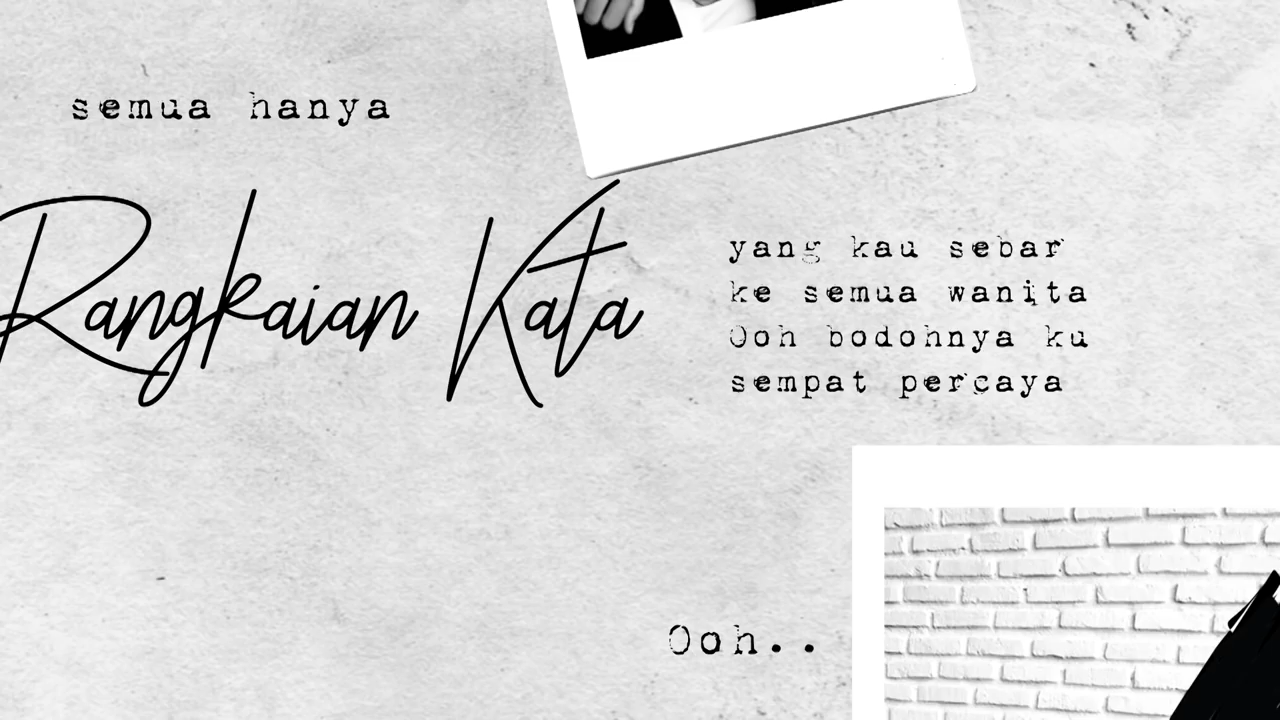 semua hanya
Rangkaian Kata
yang kau sebar
ke semua wanita
Ooh bodohnya ku
sempat percaya
Ooh..